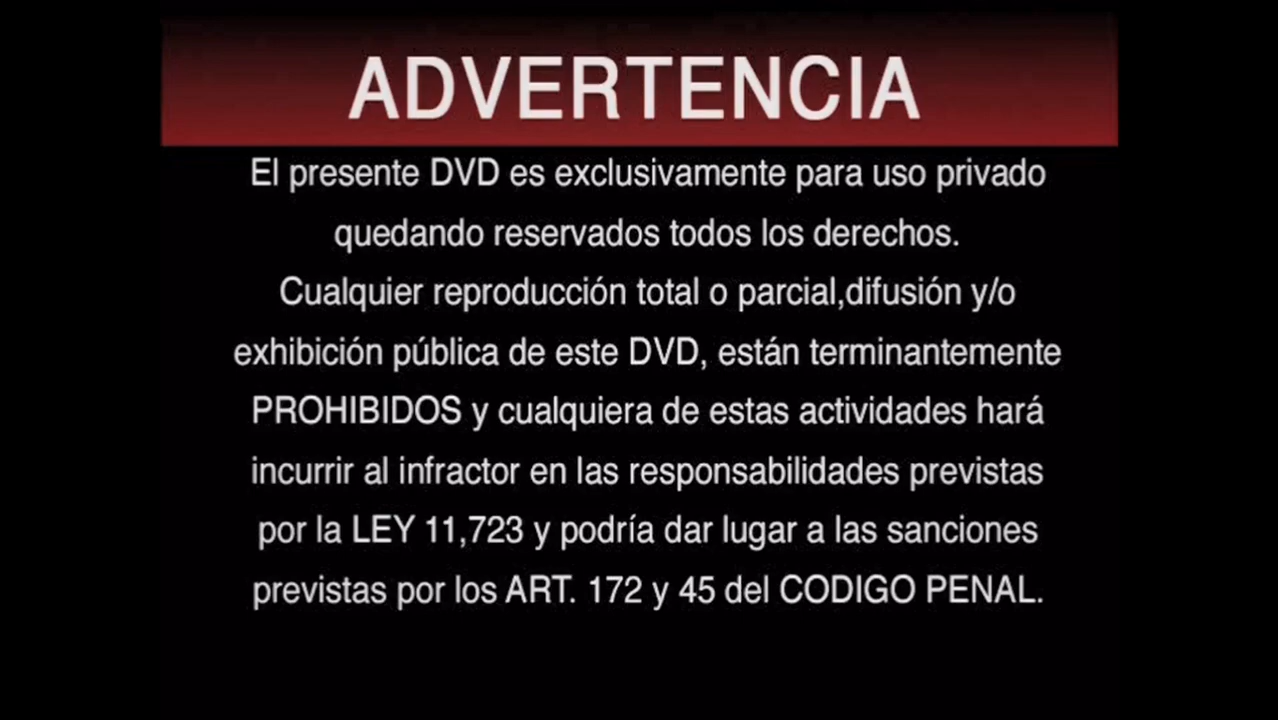 ADVERTENCIA
El presente DVD es exclusivamente para uso privado
quedando reservados todos los derechos.
Cualquier reproducción total o parcial,difusión y/o
exhibición pública de este DVD, están terminantemente
PROHIBIDOS y cualquiera de estas actividades hará
incurrir al infractor en las responsabilidades previstas
por la LEY 11,723 y podría dar lugar a las sanciones
previstas por los ART. 172 y 45 del CODIGO PENAL.